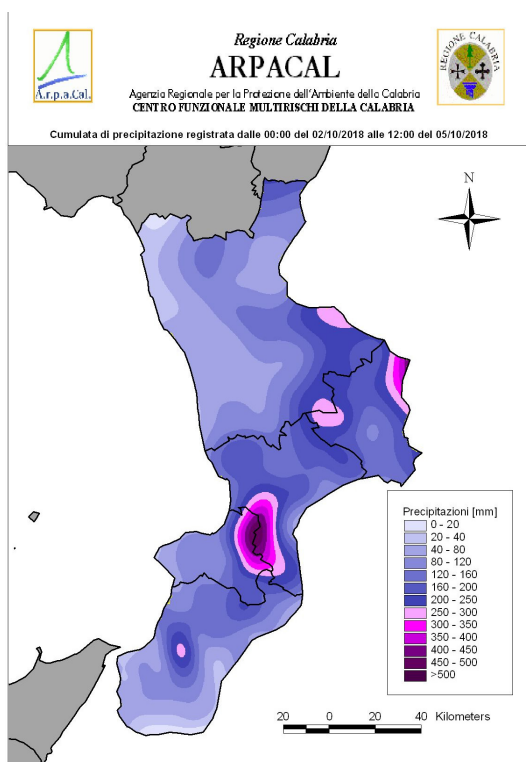 Regione Calabria
ARPACAL
Agenzia Regionale per la Protezione dell'Ambiente della Calabria
CENTRO FUNZIONALE MULTIRISCHI DELLA CALABRIA
A.r.p.a.Cal.
REGIONE CALABRIA
Cumulata di precipitazione registrata dalle 00:00 del 02/10/2018 alle 12:00 del 05/10/2018
N
Precipitazioni [mm]
0 - 20
20 - 40
40 - 80
80 - 120
120 - 160
160 - 200
200 - 250
250 - 300
300 - 350
350 - 400
400 - 450
450 - 500
>500
20 0 20 40 Kilometers